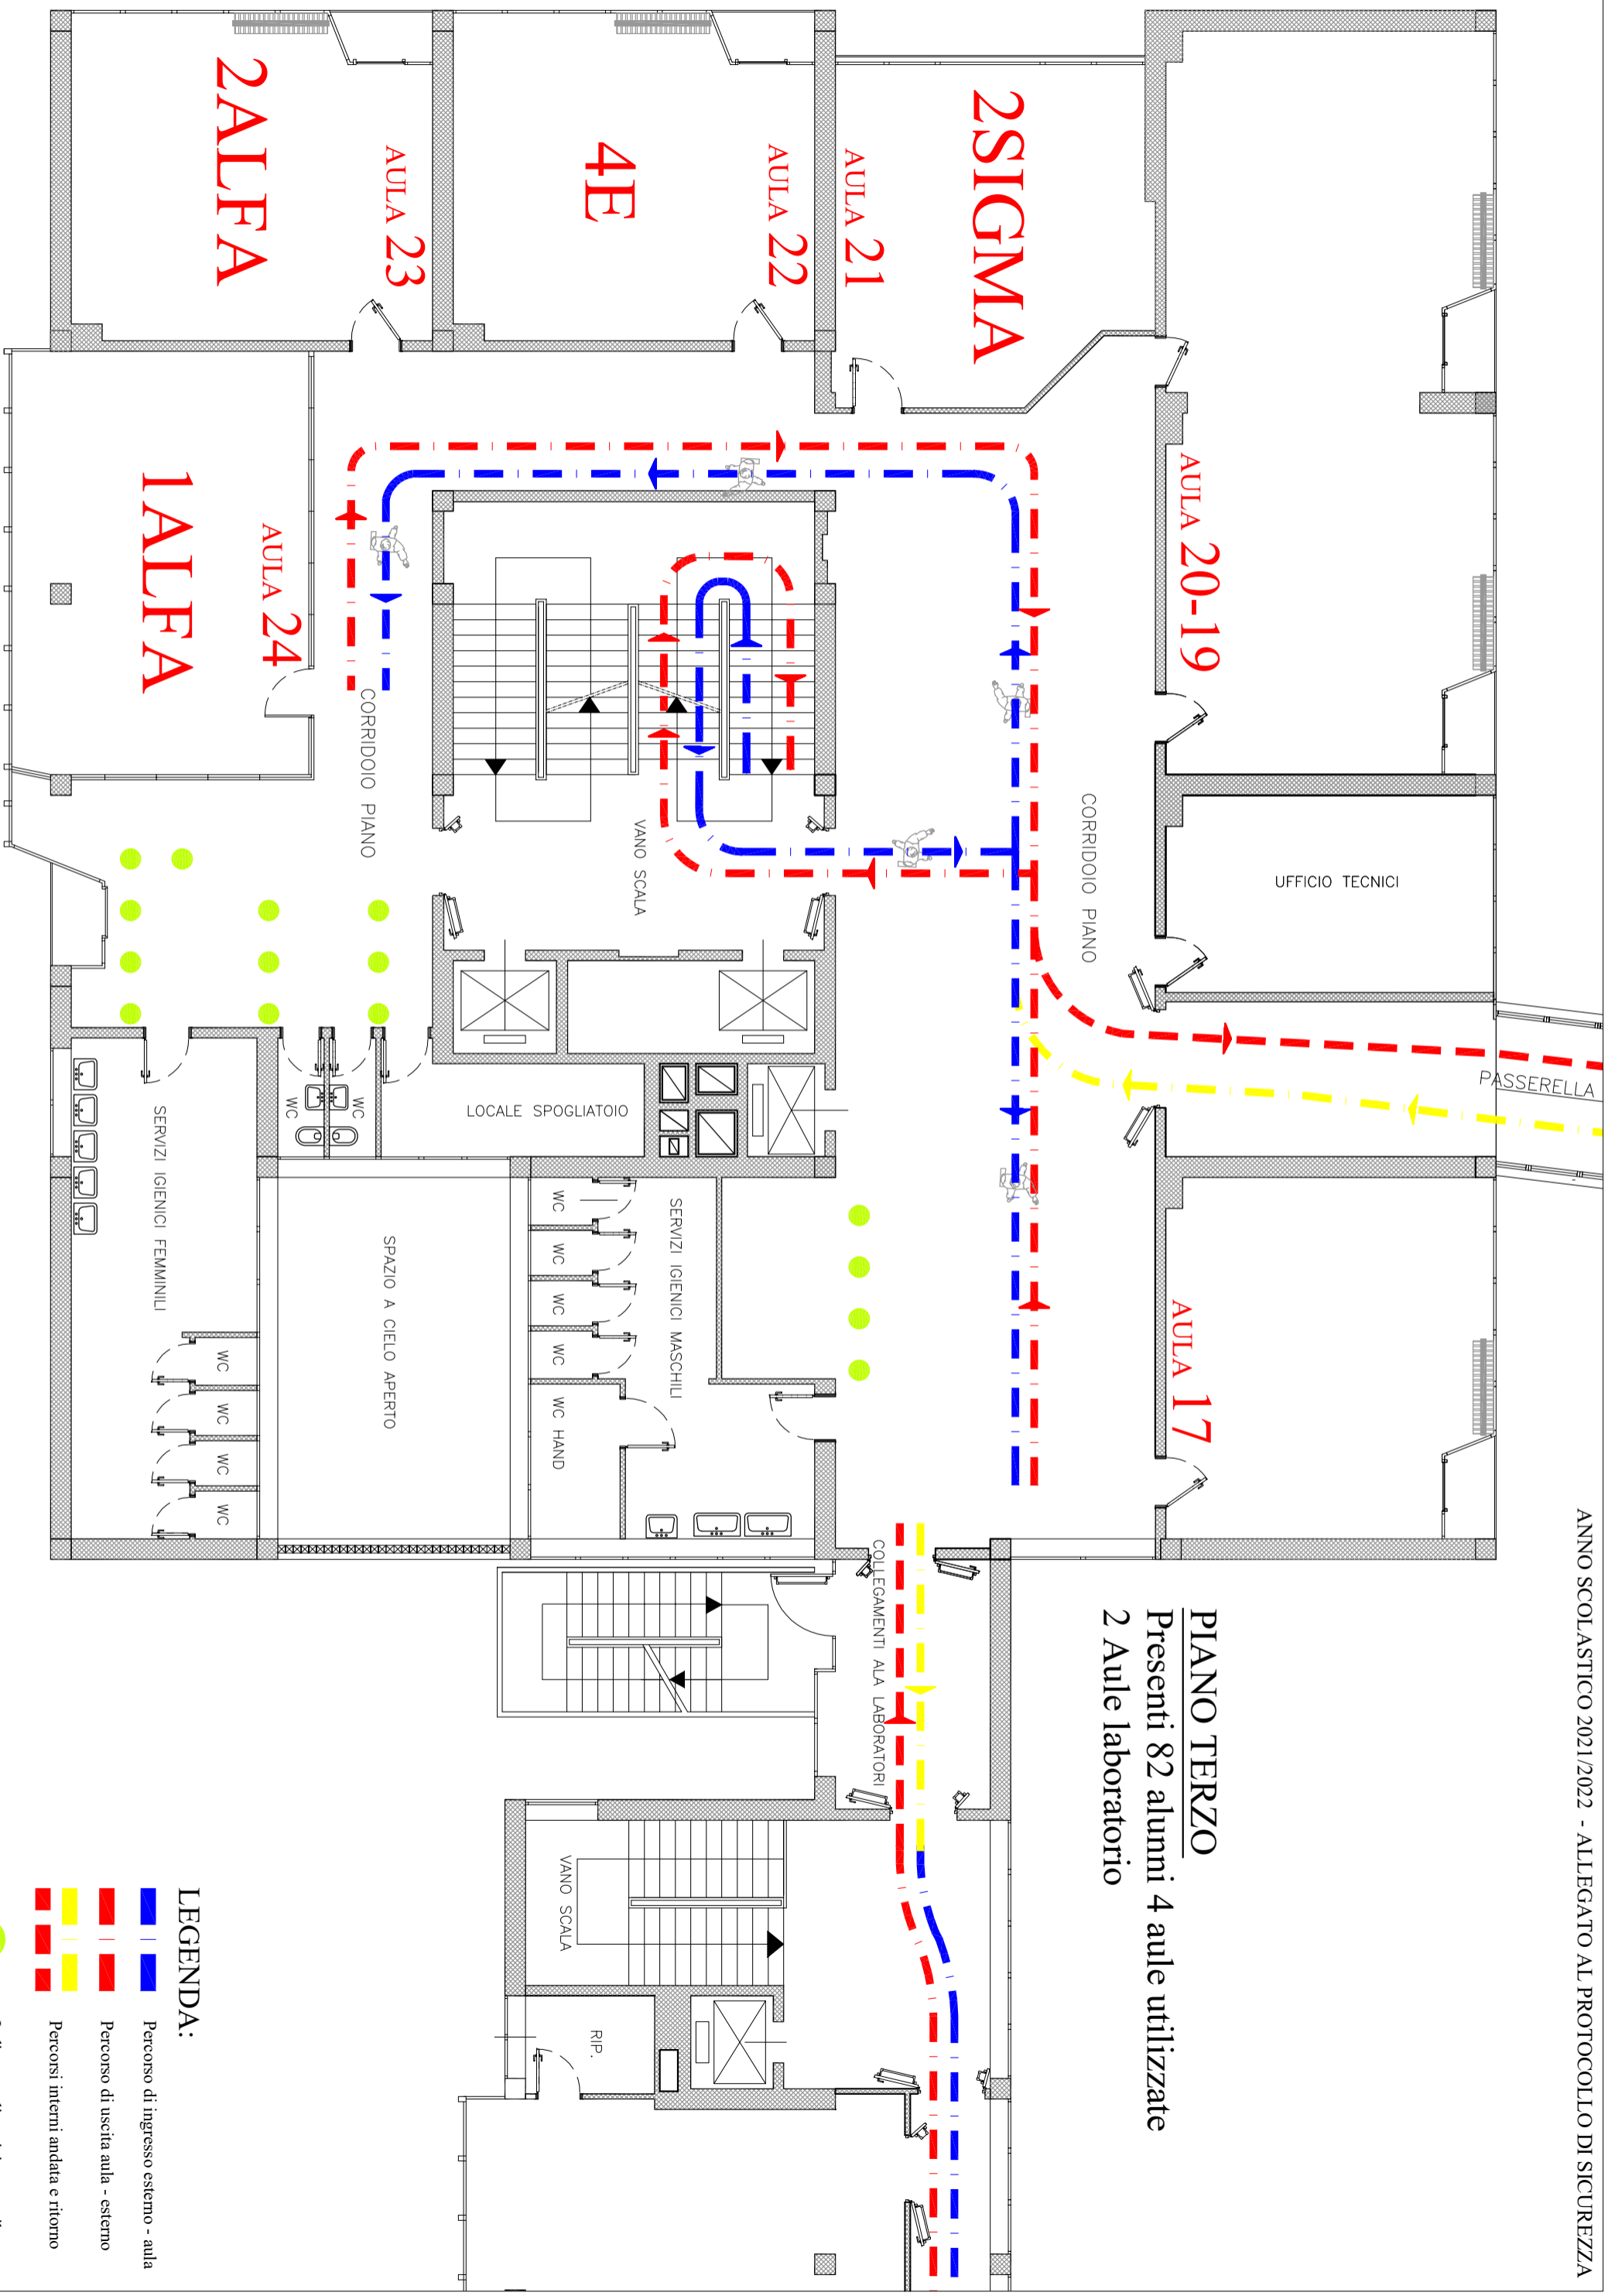 ANNO SCOLASTICO 2021/2022 - ALLEGATO AL PROTOCOLLO DI SICUREZZA
PIANO TERZO
Presenti 82 alunni 4 aule utilizzate
2 Aule laboratorio
PASSERELLA
UFFICIO TECNICI
AULA 20-19
AULA 17
CORRIDOIO PIANO
2SIGMA
AULA 21
4E
AULA 22
2ALFA
AULA 23
1ALFA
AULA 24
CORRIDOIO PIANO
VANO SCALA
LOCALE SPOGLIATOIO
WC
WC
SERVIZI IGIENICI MASCHILI
WC
WC
WC
WC
WC HAND
SPAZIO A CIELO APERTO
SERVIZI IGIENICI FEMMINILI
WC
WC
WC
WC
COLLEGAMENTI ALA LABORATORI
VANO SCALA
RIP.
LEGENDA:
Percorso di ingresso esterno - aula
Percorso di uscita aula - esterno
Percorsi interni andata e ritorno